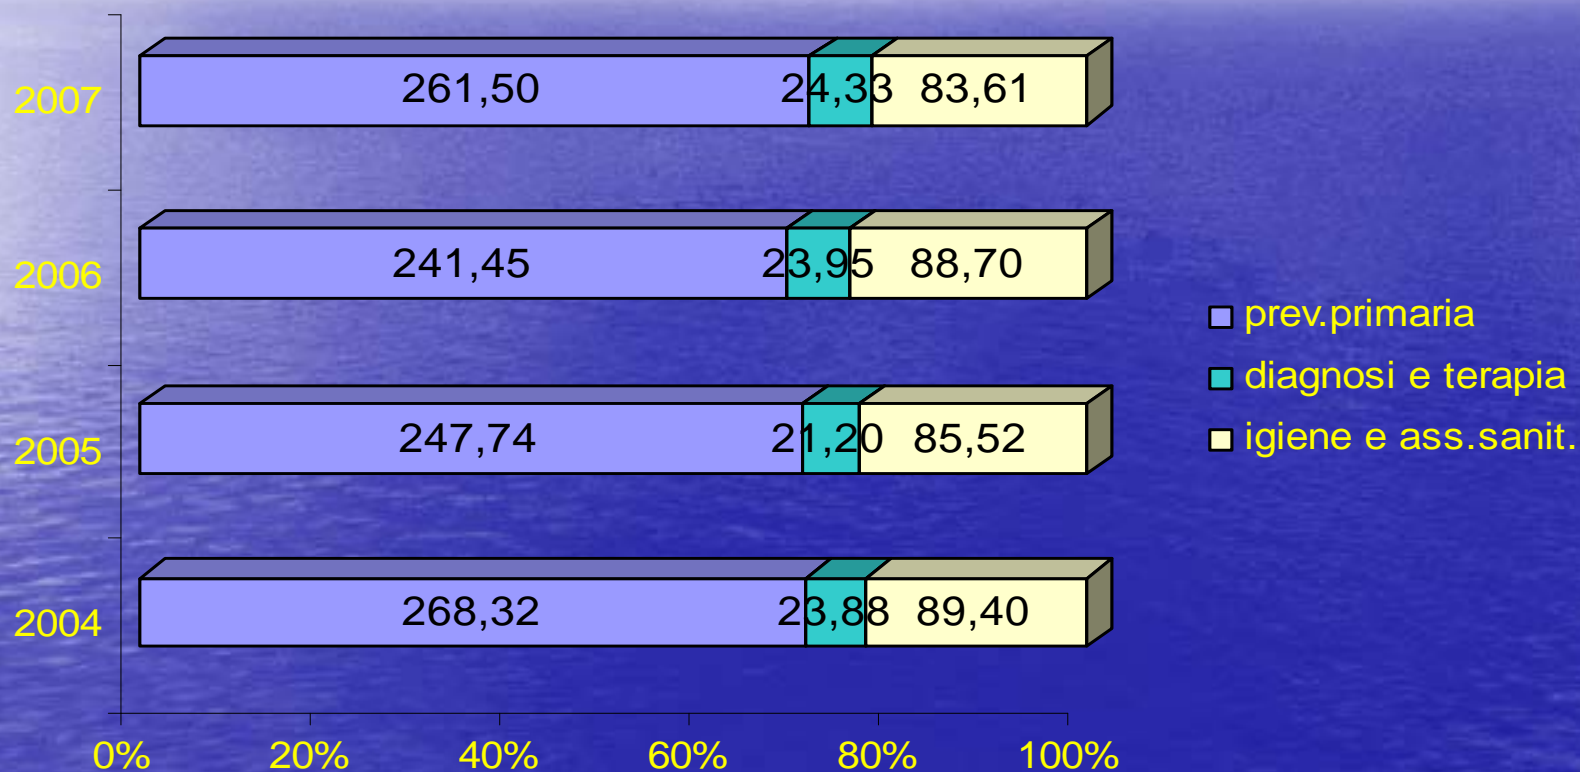 2007 261,50 24,33 83,61
2006 241,45 23,95 88,70
2005 247,74 21,20 85,52
2004 268,32 23,88 89,40
0% 20% 40% 60% 80% 100%
prev.primaria
diagnosi e terapia
igiene e ass.sanit.